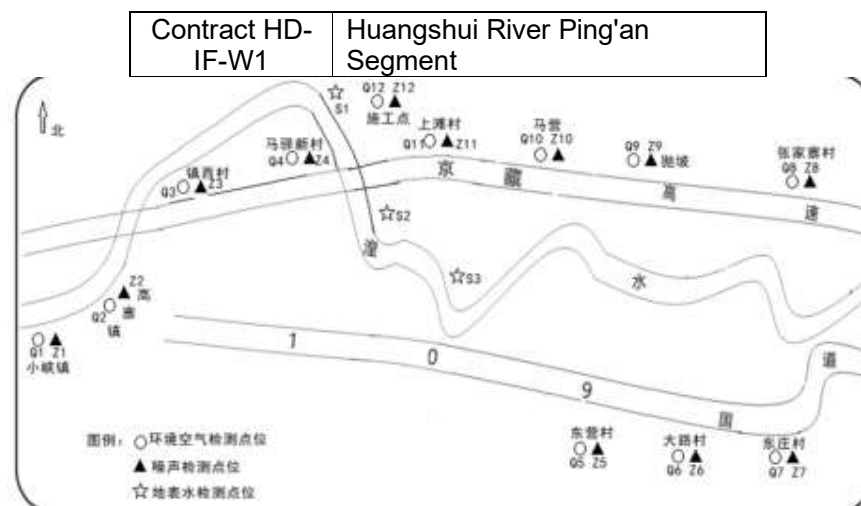 Contract HD-IF-W1
Huangshui River Ping'an Segment
北
S1
Q12 Z12
施工点
上滩村
Q11 Z11
马营
Q10 Z10
Q9 Z9
抛坡
张家寨村
Q8 Z8
马驿新村
Q4 Z4
镇西村
Q3 Z3
京藏高速
S2
湟水
S3
Z2
Q2
高寨镇
Q1 Z1
小峡镇
109国道
东营村
Q5 Z5
大路村
Q6 Z6
东庄村
Q7 Z7
图例：
环境空气检测点位
噪声检测点位
地表水检测点位